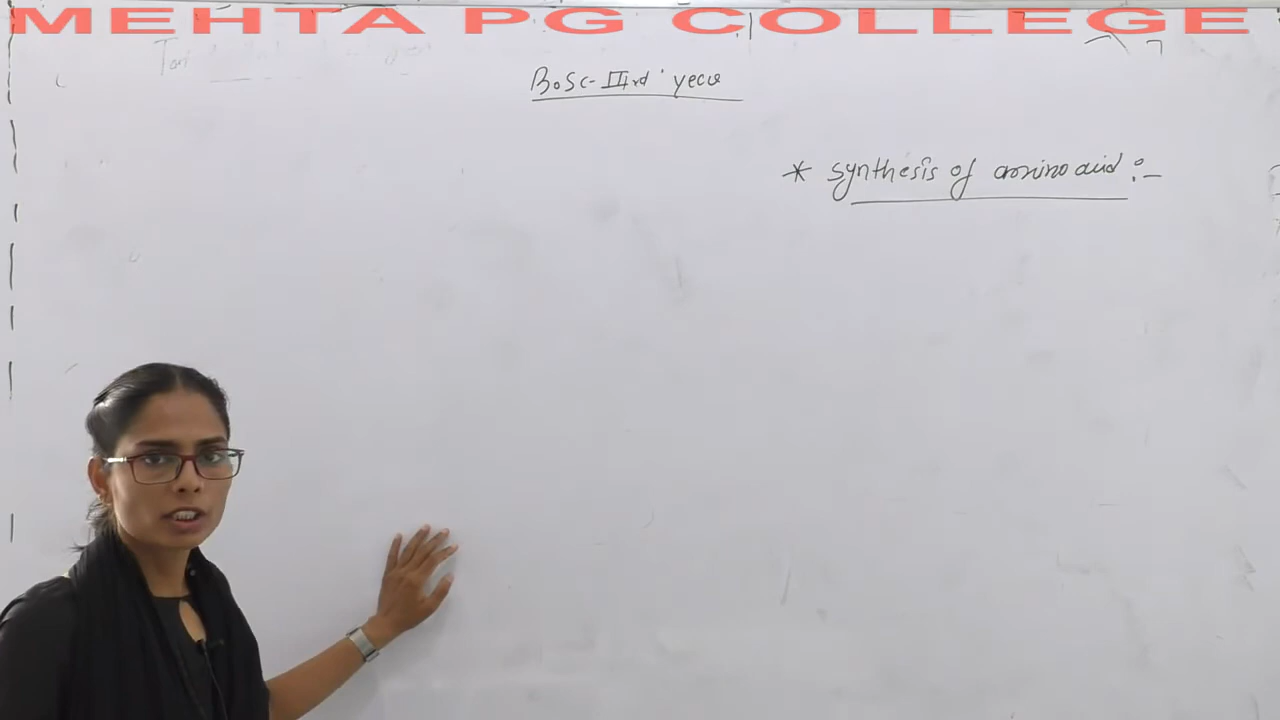 MEHTA PG COLLEGE
B.Sc-IIIrd year
* synthesis of amino acid :-